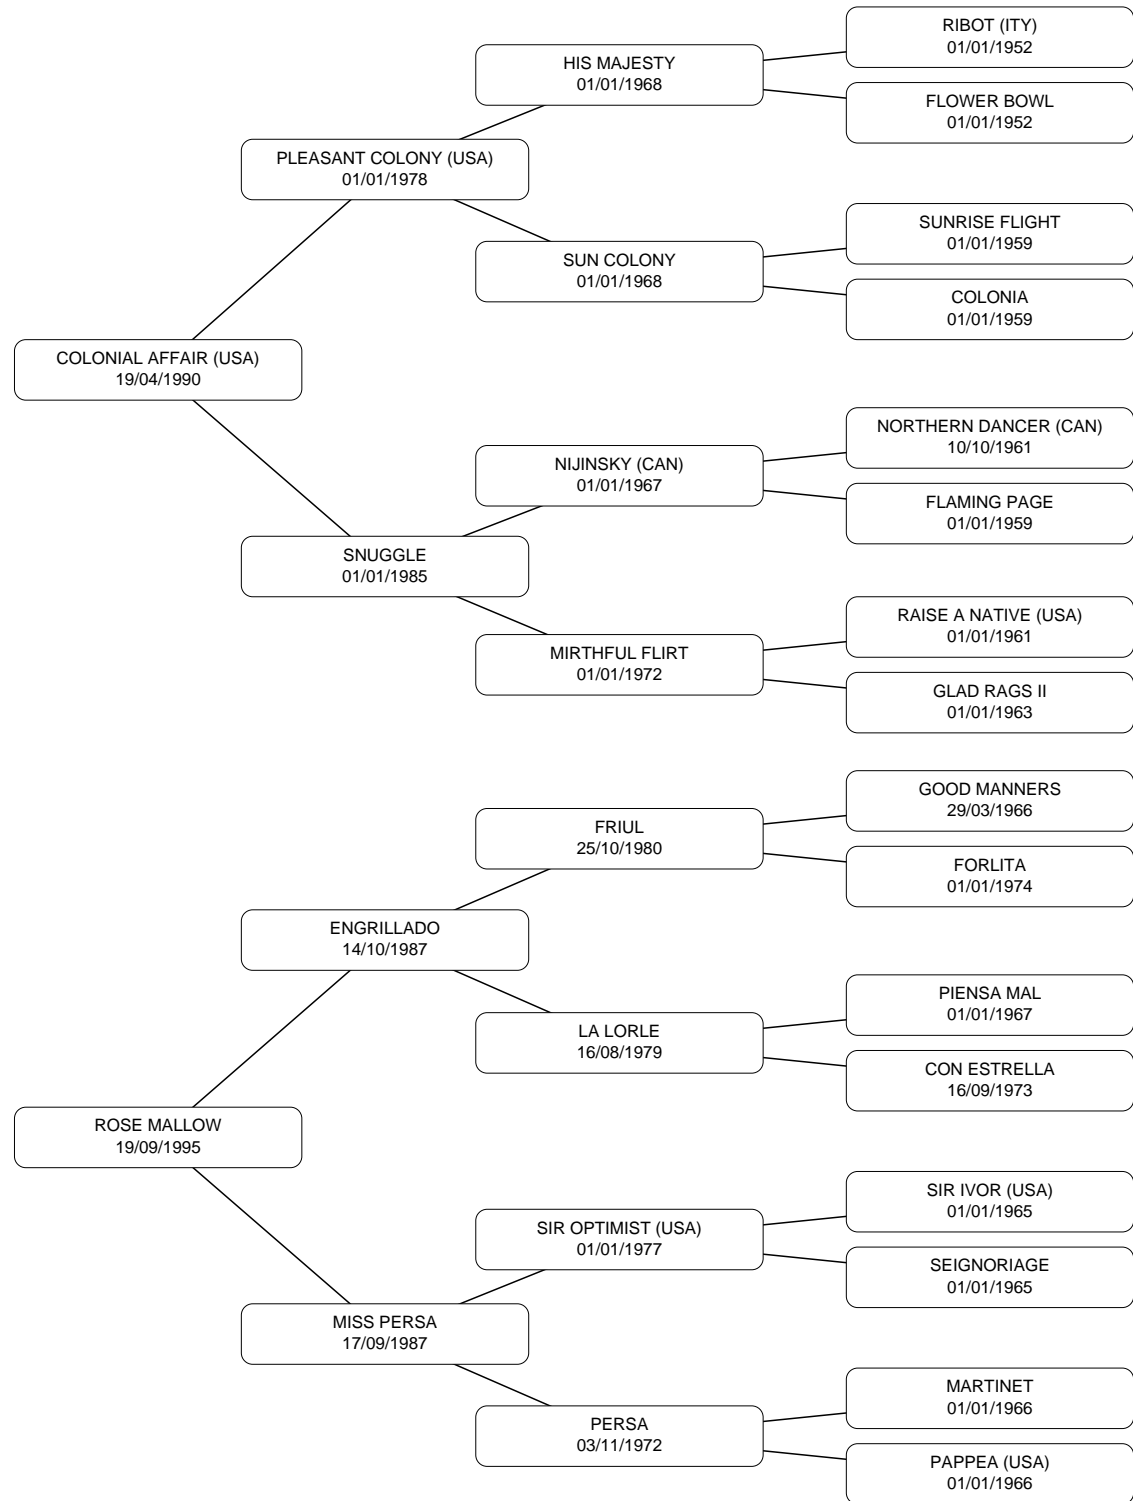 RIBOT (ITY)
01/01/1952
HIS MAJESTY
01/01/1968
FLOWER BOWL
01/01/1952
PLEASANT COLONY (USA)
01/01/1978
SUNRISE FLIGHT
01/01/1959
SUN COLONY
01/01/1968
COLONIA
01/01/1959
COLONIAL AFFAIR (USA)
19/04/1990
NORTHERN DANCER (CAN)
10/10/1961
NIJINSKY (CAN)
01/01/1967
FLAMING PAGE
01/01/1959
SNUGGLE
01/01/1985
RAISE A NATIVE (USA)
01/01/1961
MIRTHFUL FLIRT
01/01/1972
GLAD RAGS II
01/01/1963
GOOD MANNERS
29/03/1966
FRIUL
25/10/1980
FORLITA
01/01/1974
ENGRILLADO
14/10/1987
PIENSA MAL
01/01/1967
LA LORLE
16/08/1979
CON ESTRELLA
16/09/1973
ROSE MALLOW
19/09/1995
SIR IVOR (USA)
01/01/1965
SIR OPTIMIST (USA)
01/01/1977
SEIGNORIAGE
01/01/1965
MISS PERSA
17/09/1987
MARTINET
01/01/1966
PERSA
03/11/1972
PAPPEA (USA)
01/01/1966